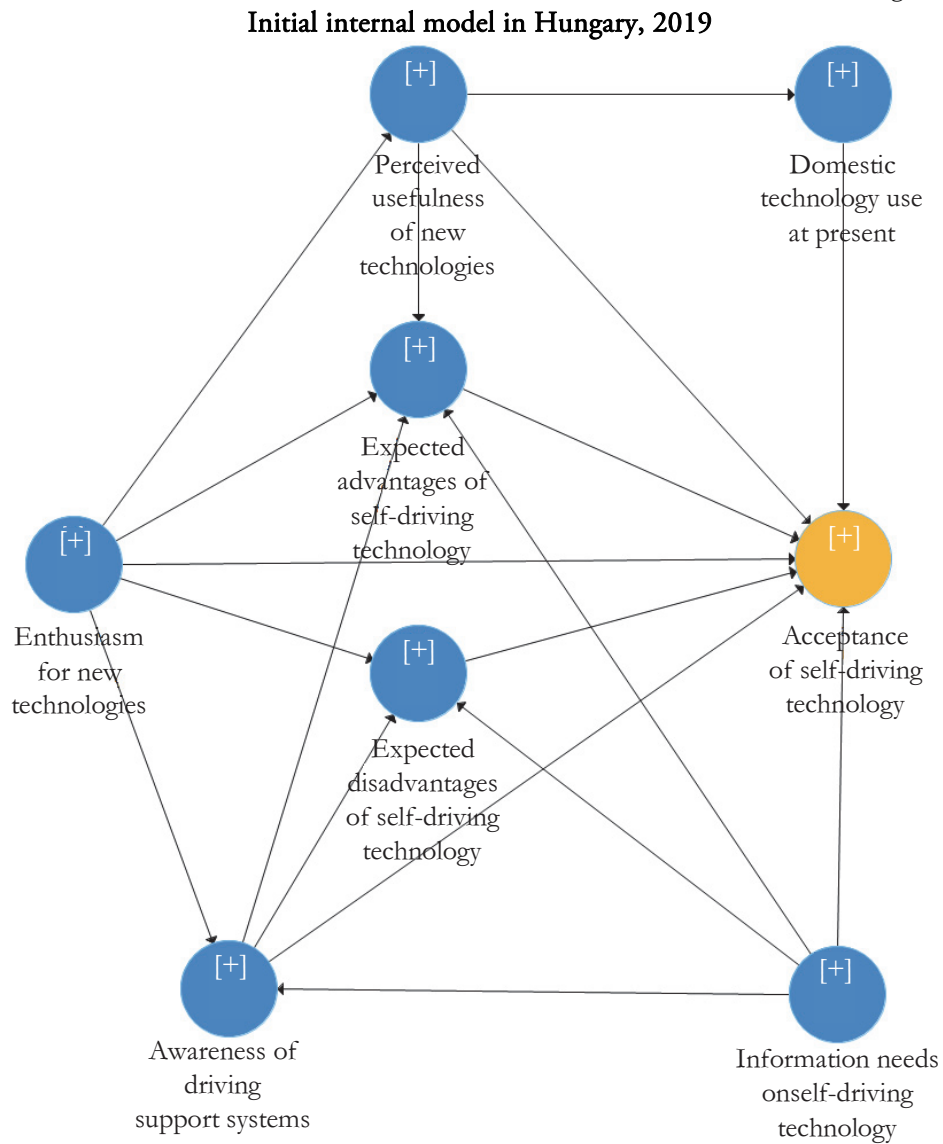 Initial internal model in Hungary, 2019
[+]
[+]
Perceived
usefulness
of new
technologies
Domestic
technology use
at present
[+]
Expected
advantages of
self-driving
technology
[+]
Enthusiasm
for new
technologies
[+]
Acceptance
of self-driving
technology
[+]
Expected
disadvantages
of self-driving
technology
[+]
Awareness of
driving
support systems
[+]
Information needs
onself-driving
technology